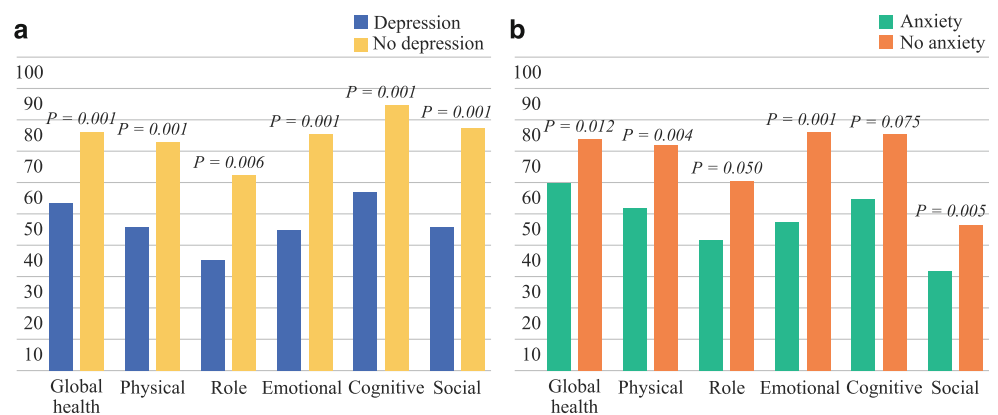 a
Depression
No depression
100
90
80
70
60
50
40
30
20
10
P = 0.001
P = 0.001
P = 0.006
P = 0.001
P = 0.001
P = 0.001
Global health
Physical
Role
Emotional
Cognitive
Social
b
Anxiety
No anxiety
100
90
80
70
60
50
40
30
20
10
P = 0.012
P = 0.004
P = 0.050
P = 0.001
P = 0.075
P = 0.005
Global health
Physical
Role
Emotional
Cognitive
Social